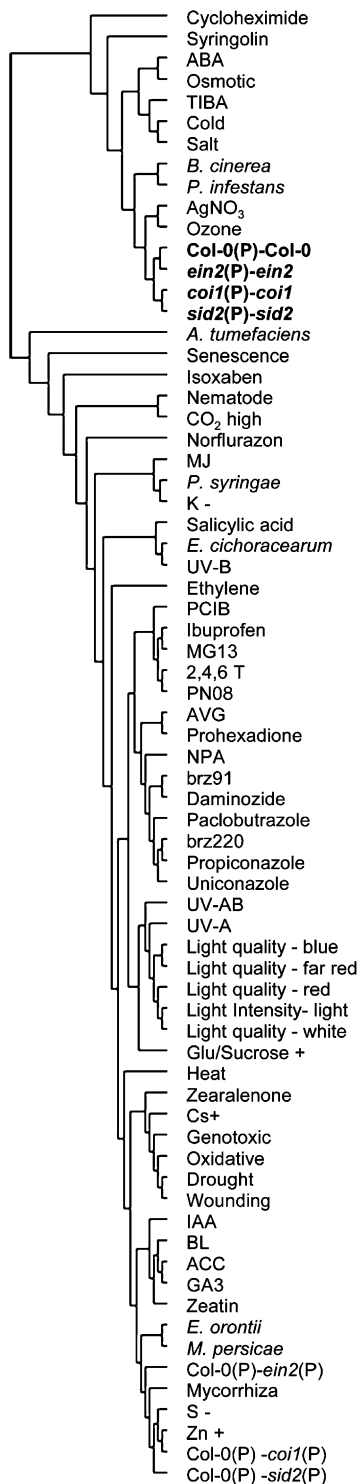 Cycloheximide
Syringolin
ABA
Osmotic
TIBA
Cold
Salt
B. cinerea
P. infestans
AgNO3
Ozone
Col-0(P)-Col-0
ein2(P)-ein2
coi1(P)-coi1
sid2(P)-sid2
A. tumefaciens
Senescence
Isoxaben
Nematode
CO2 high
Norflurazon
MJ
P. syringae
K -
Salicylic acid
E. cichoracearum
UV-B
Ethylene
PCIB
Ibuprofen
MG13
2,4,6 T
PN08
AVG
Prohexadione
NPA
brz91
Daminozide
Paclobutrazole
brz220
Propiconazole
Uniconazole
UV-AB
UV-A
Light quality - blue
Light quality - far red
Light quality - red
Light Intensity- light
Light quality - white
Glu/Sucrose +
Heat
Zearalenone
Cs+
Genotoxic
Oxidative
Drought
Wounding
IAA
BL
ACC
GA3
Zeatin
E. orontii
M. persicae
Col-0(P)-ein2(P)
Mycorrhiza
S -
Zn +
Col-0(P) -coi1(P)
Col-0(P) -sid2(P)